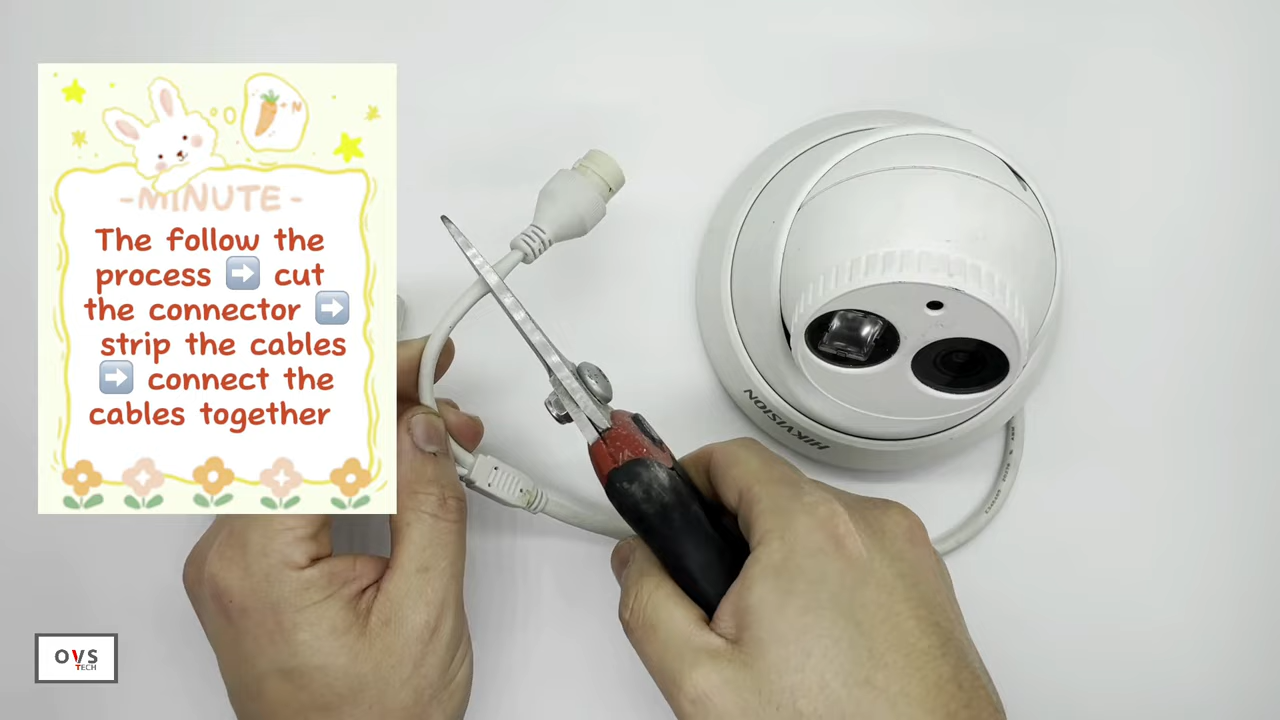 -MINUTE-
The follow the
process ➡️ cut
the connector ➡️
strip the cables
➡️ connect the
cables together
N
HIKVISION
OVS
TECH